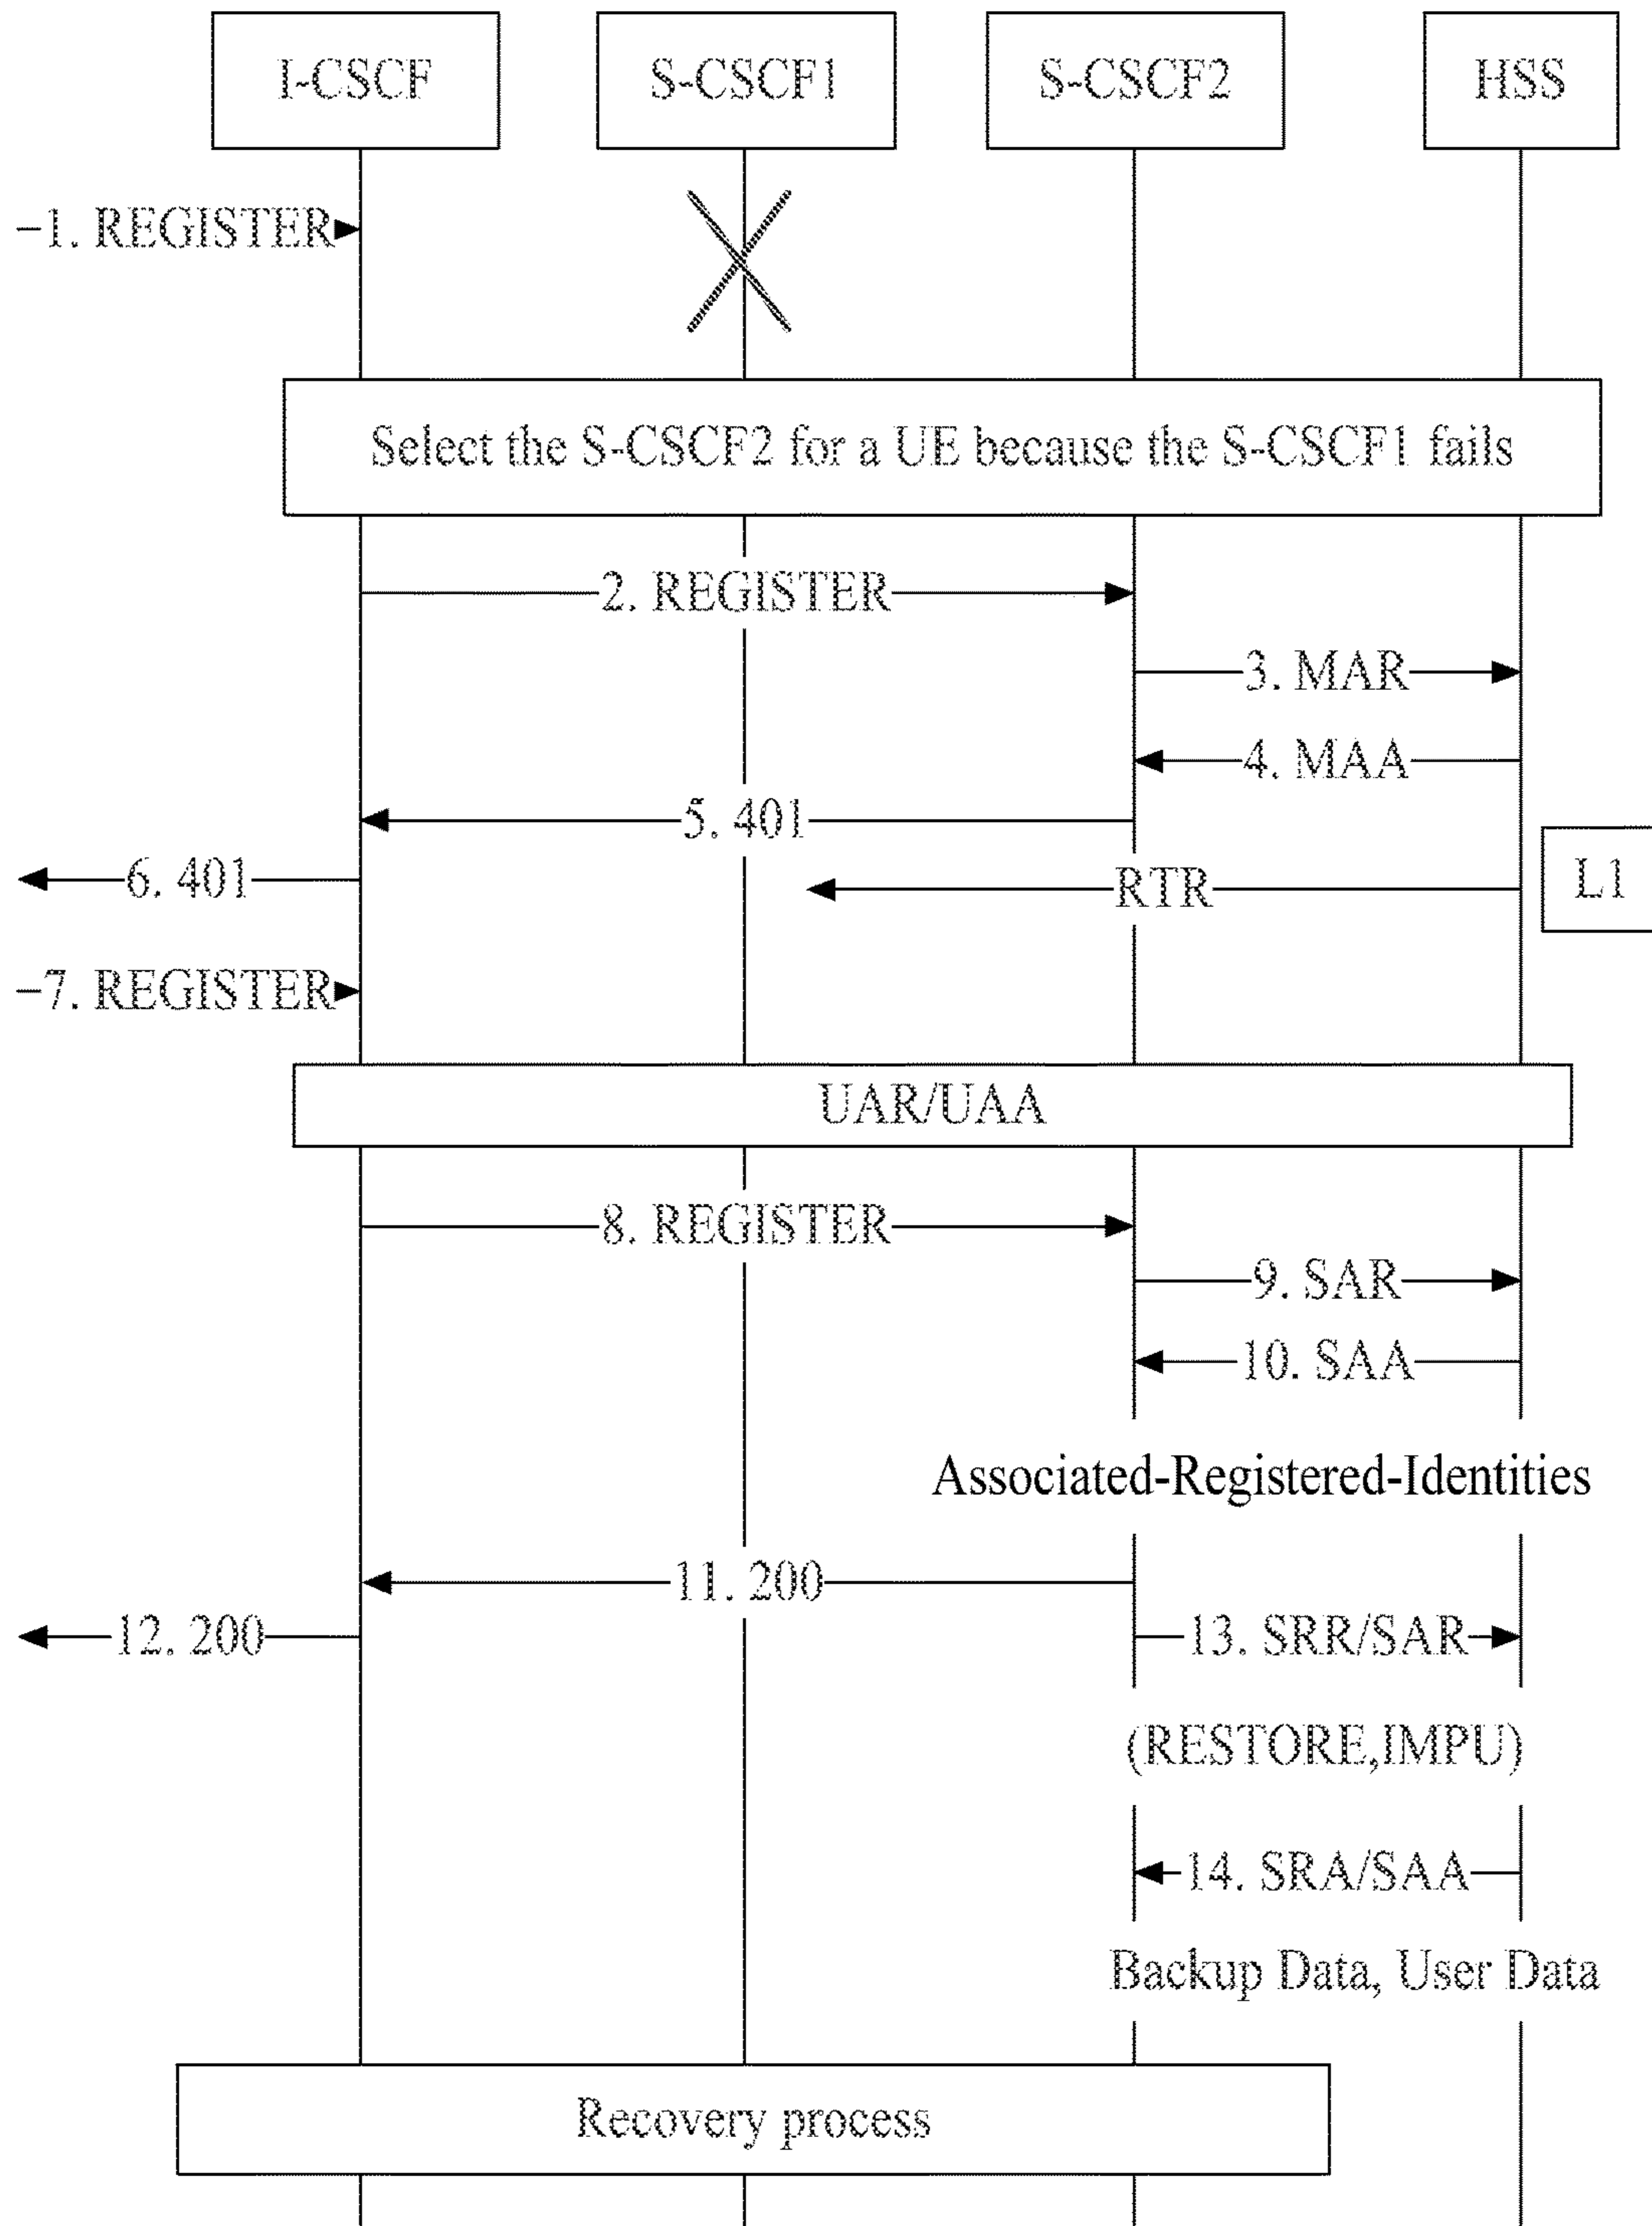 I-CSCF
S-CSCF1
S-CSCF2
HSS
1. REGISTER
Select the S-CSCF2 for a UE because the S-CSCF1 fails
2. REGISTER
3. MAR
4. MAA
5. 401
6. 401
RTR
L1
7. REGISTER
UAR/UAA
8. REGISTER
9. SAR
10. SAA
Associated-Registered-Identities
11. 200
12. 200
13. SRR/SAR
(RESTORE,IMPU)
14. SRA/SAA
Backup Data, User Data
Recovery process